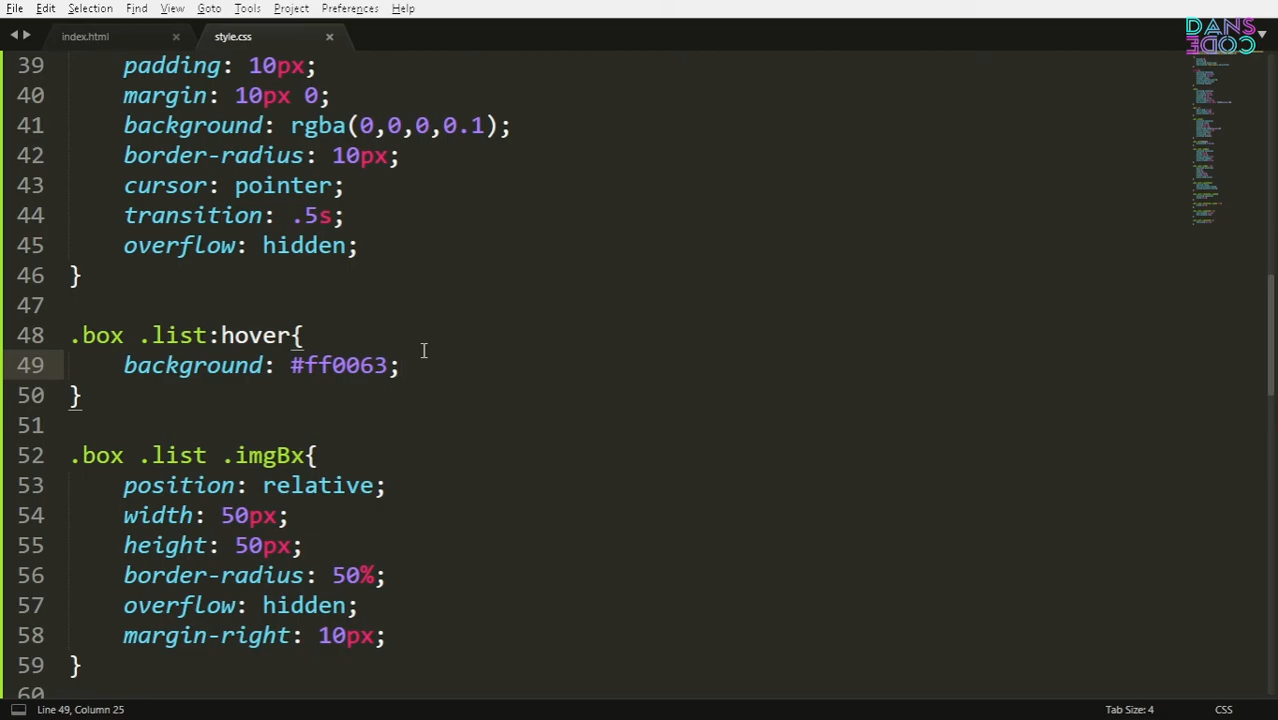 File Edit Selection Find View Goto Tools Project Preferences Help
index.html × style.css ×
DANS
CODE
39 padding: 10px;
40 margin: 10px 0;
41 background: rgba(0,0,0,0.1);
42 border-radius: 10px;
43 cursor: pointer;
44 transition: .5s;
45 overflow: hidden;
46 }
47
48 .box .list:hover{
49 background: #ff0063;
50 }
51
52 .box .list .imgBx{
53 position: relative;
54 width: 50px;
55 height: 50px;
56 border-radius: 50%;
57 overflow: hidden;
58 margin-right: 10px;
59 }
60
Line 49, Column 25 Tab Size: 4 CSS